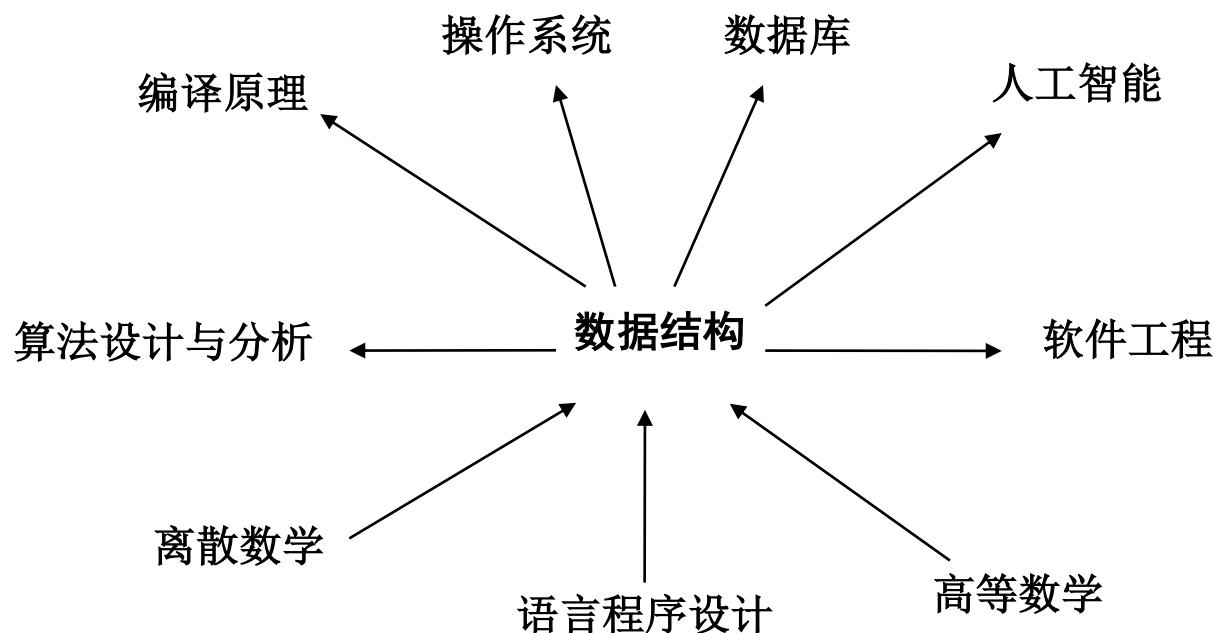 操作系统
数据库
编译原理
人工智能
数据结构
算法设计与分析
软件工程
离散数学
语言程序设计
高等数学